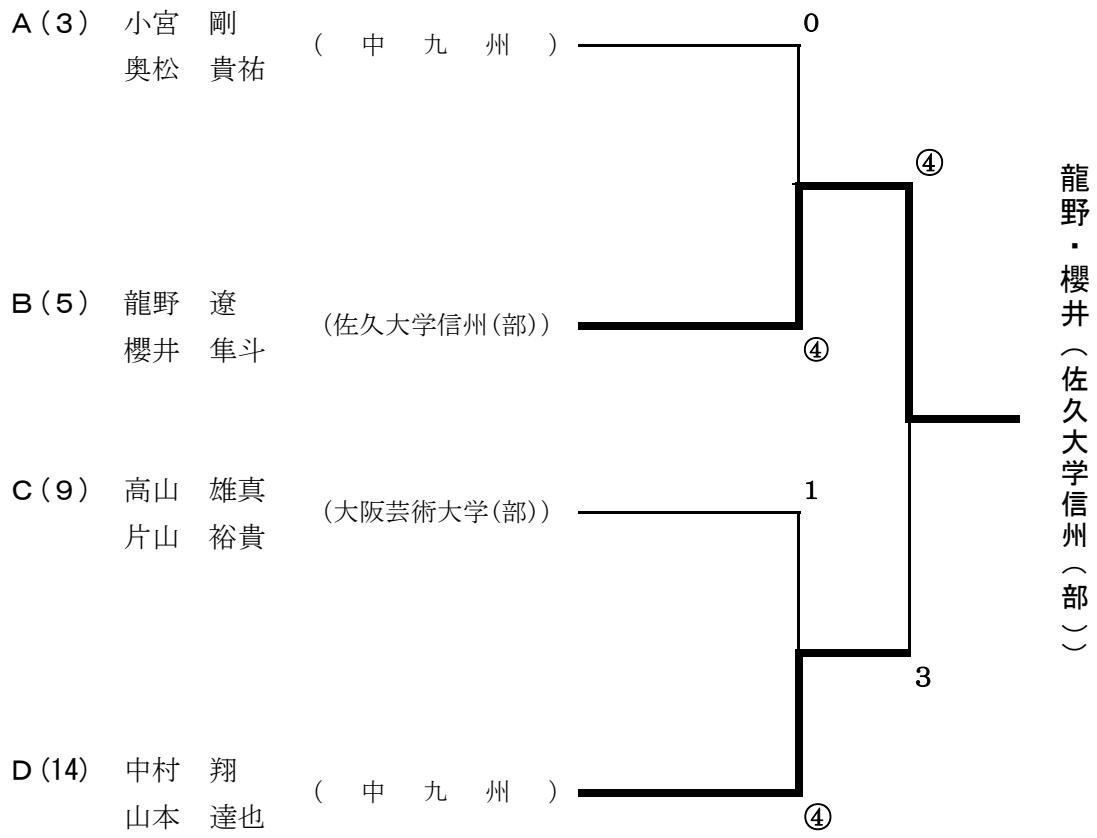 A(3) 小宮 剛
奥松 貴祐
( 中 九 州 )
0
④
B(5) 龍野 遼
櫻井 隼斗
(佐久大学信州(部))
④
C(9) 高山 雄真
片山 裕貴
(大阪芸術大学(部))
1
3
D(14) 中村 翔
山本 達也
( 中 九 州 )
④
龍野・櫻井(佐久大学信州(部))